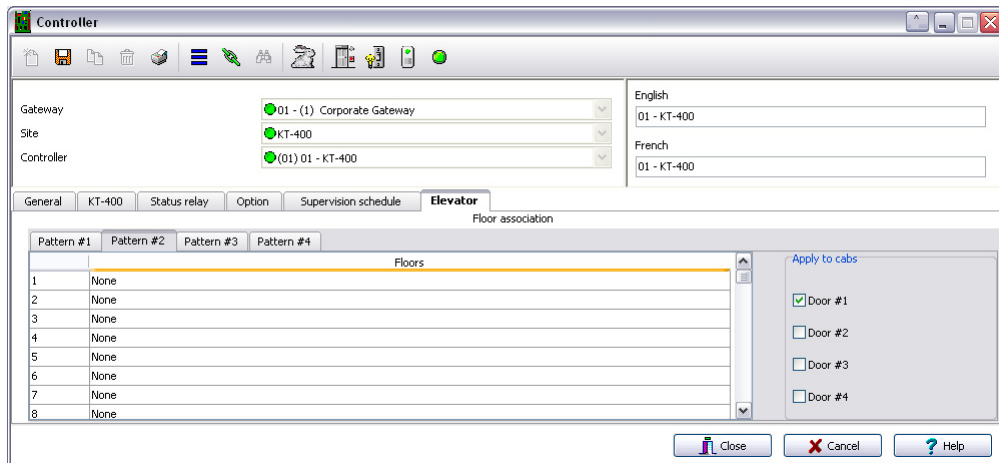 Controller
Gateway
01 - (1) Corporate Gateway
Site
KT-400
Controller
(01) 01 - KT-400
English
01 - KT-400
French
01 - KT-400
General
KT-400
Status relay
Option
Supervision schedule
Elevator
Floor association
Pattern #1
Pattern #2
Pattern #3
Pattern #4
Floors
1 None
2 None
3 None
4 None
5 None
6 None
7 None
8 None
Apply to cabs
Door #1
Door #2
Door #3
Door #4
Close
Cancel
? Help